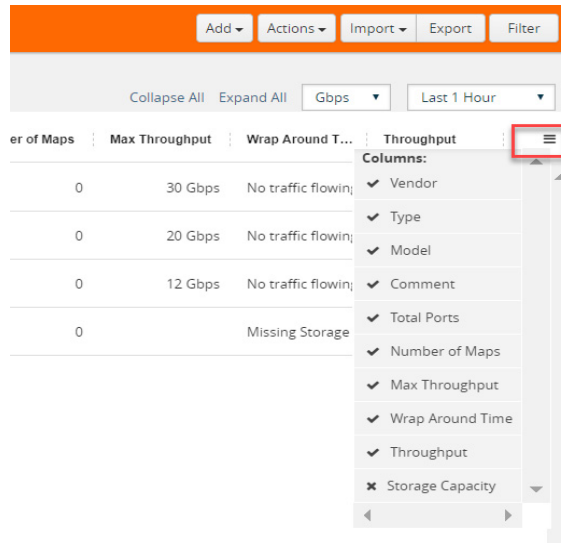 Add Actions Import Export Filter
Collapse All Expand All Gbps Last 1 Hour
er of Maps Max Throughput Wrap Around T... Throughput
Columns:
0 30 Gbps No traffic flowing Vendor
Type
0 20 Gbps No traffic flowing Model
0 12 Gbps No traffic flowing Comment
Total Ports
0 Missing Storage Number of Maps
Max Throughput
Wrap Around Time
Throughput
Storage Capacity